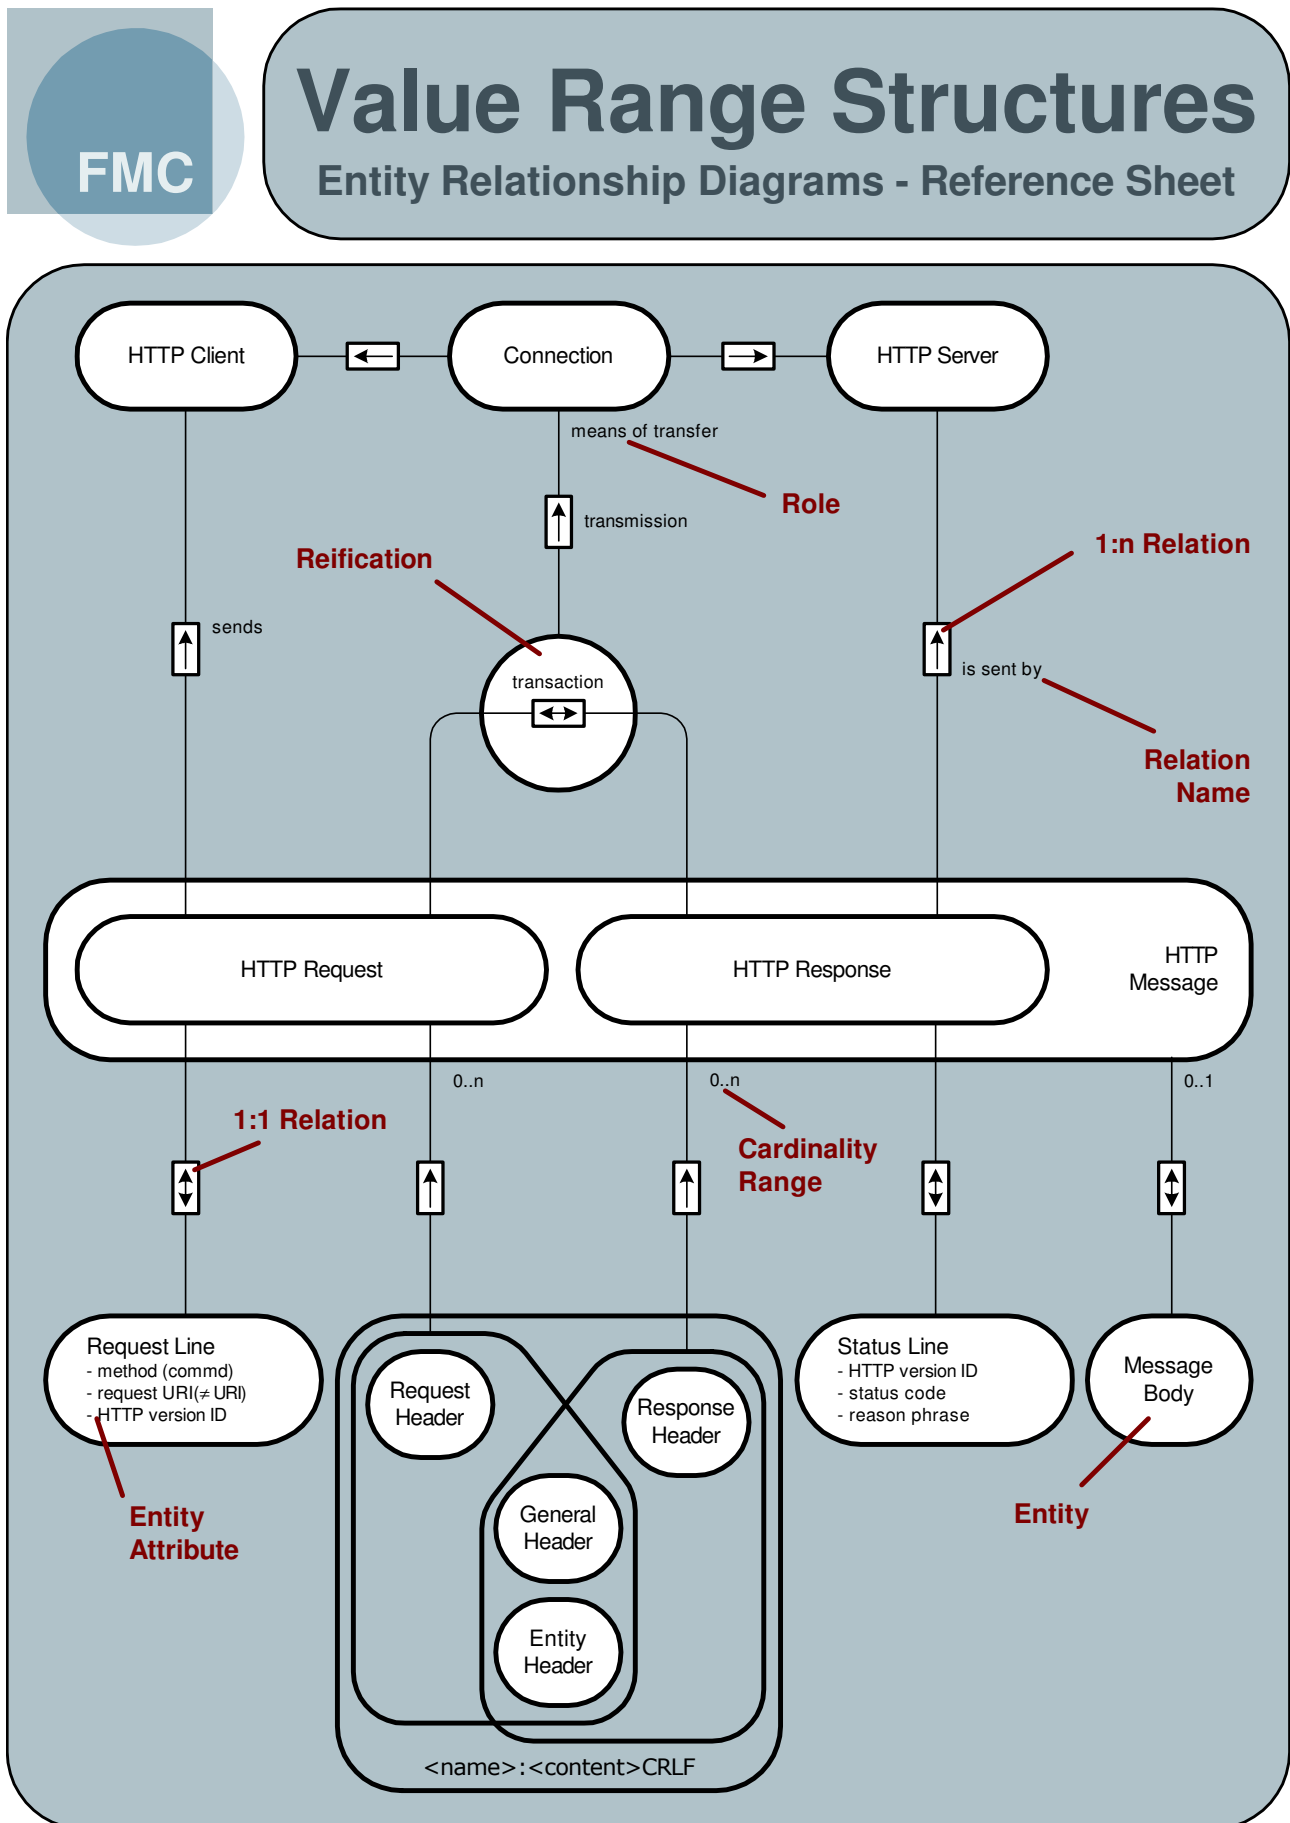 FMC
Value Range Structures
Entity Relationship Diagrams - Reference Sheet
HTTP Client
Connection
HTTP Server
means of transfer
Role
transmission
1:n Relation
Reification
sends
is sent by
transaction
Relation
Name
HTTP Request
HTTP Response
HTTP
Message
0..n
0..n
0..1
1:1 Relation
Cardinality
Range
Request Line
- method (commd)
- request URI(≠ URI)
- HTTP version ID
Request
Header
Response
Header
General
Header
Entity
Header
<name>:<content>CRLF
Status Line
- HTTP version ID
- status code
- reason phrase
Message
Body
Entity
Attribute
Entity